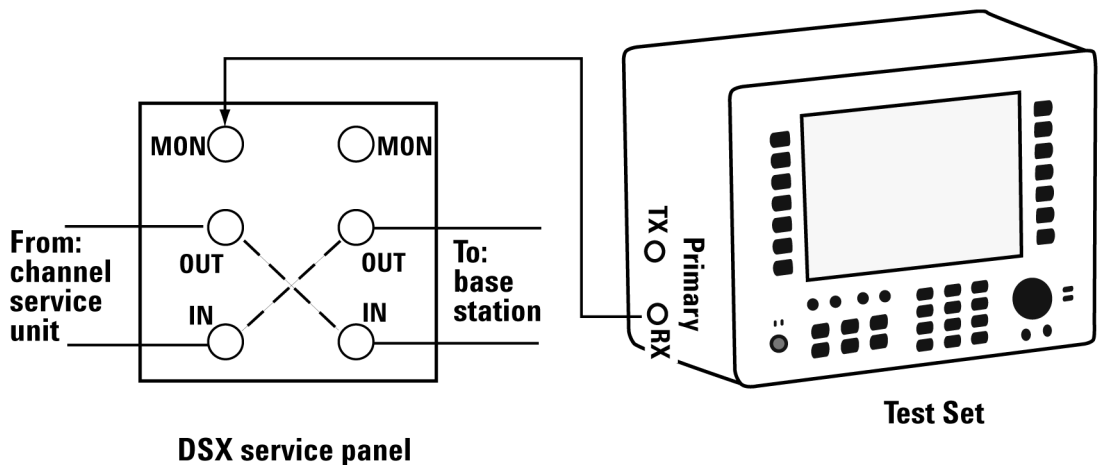 MON
MON
From:
channel
service
unit
OUT
OUT
To:
base
station
IN
IN
TX
Primary
RX
Test Set
DSX service panel